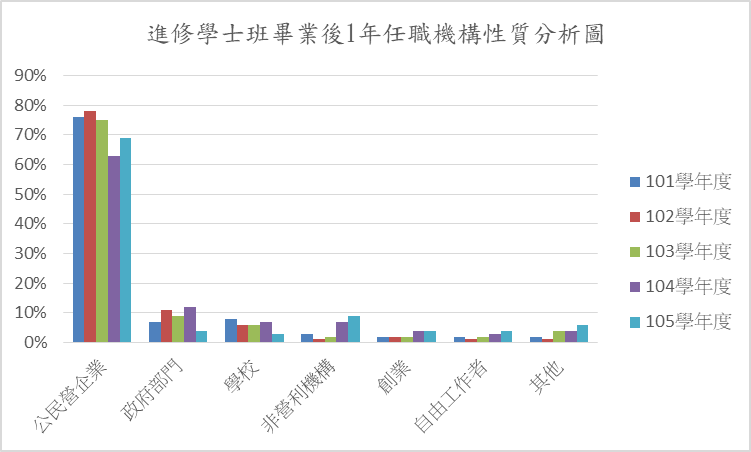 進修學士班畢業後1年任職機構性質分析圖
90%
80%
70%
60%
50%
40%
30%
20%
10%
0%
公民營企業
政府部門
學校
非營利機構
創業
自由工作者
其他
101學年度
102學年度
103學年度
104學年度
105學年度